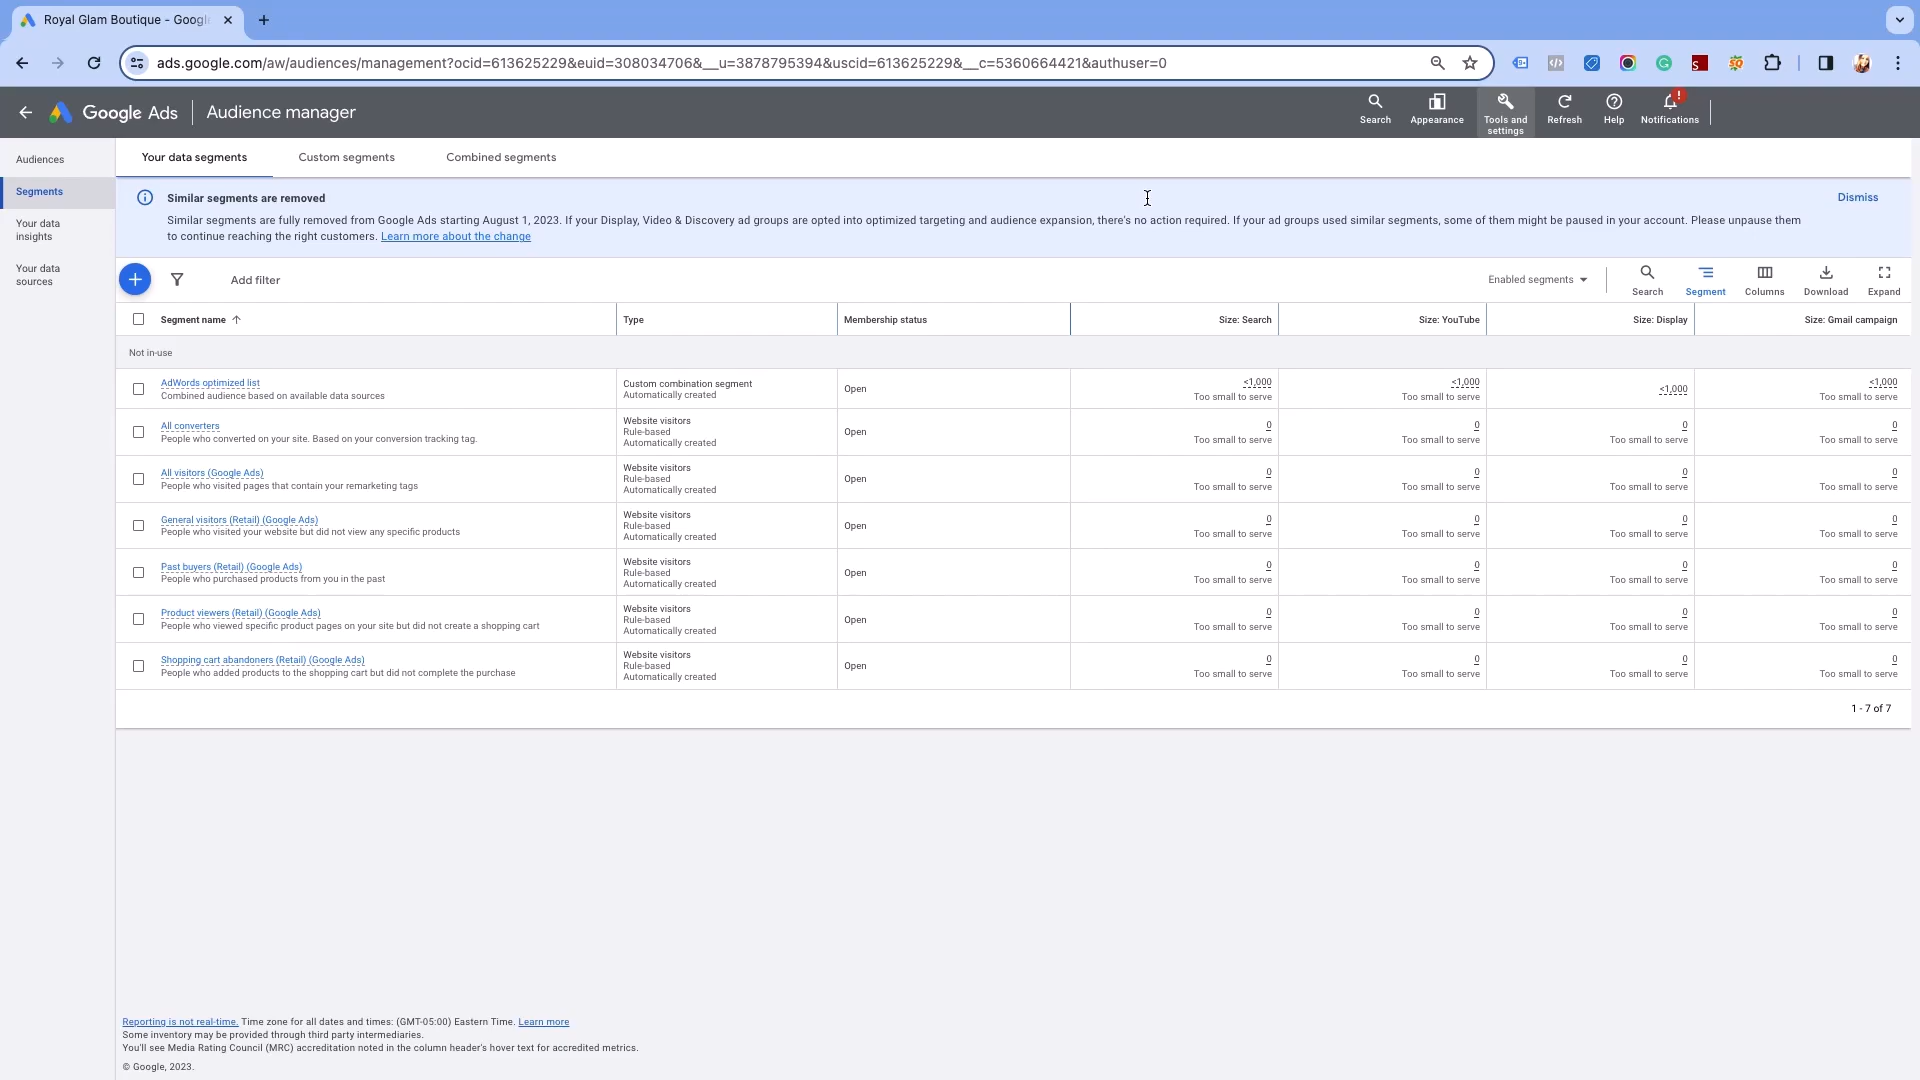 Royal Glam Boutique - Googl
ads.google.com/aw/audiences/management?ocid=613625229&euid=308034706&__u=3878795394&uscid=613625229&__c=5360664421&authuser=0
Google Ads Audience manager
Search Appearance Tools and settings Refresh Help Notifications
Audiences
Segments
Your data insights
Your data sources
Your data segments Custom segments Combined segments
Similar segments are removed Dismiss
Similar segments are fully removed from Google Ads starting August 1, 2023. If your Display, Video & Discovery ad groups are opted into optimized targeting and audience expansion, there's no action required. If your ad groups used similar segments, some of them might be paused in your account. Please unpause them
to continue reaching the right customers. Learn more about the change
Add filter Enabled segments Search Segment Columns Download Expand
Segment name Type Membership status Size: Search Size: YouTube Size: Display Size: Gmail campaign
Not in-use
AdWords optimized list Custom combination segment Open <1,000 <1,000 <1,000 <1,000
Combined audience based on available data sources Automatically created Too small to serve Too small to serve Too small to serve
All converters Website visitors 0 0 0 0
People who converted on your site. Based on your conversion tracking tag. Rule-based Open Too small to serve Too small to serve Too small to serve Too small to serve
Automatically created
All visitors (Google Ads) Website visitors 0 0 0 0
People who visited pages that contain your remarketing tags Rule-based Open Too small to serve Too small to serve Too small to serve Too small to serve
Automatically created
General visitors (Retail) (Google Ads) Website visitors 0 0 0 0
People who visited your website but did not view any specific products Rule-based Open Too small to serve Too small to serve Too small to serve Too small to serve
Automatically created
Past buyers (Retail) (Google Ads) Website visitors 0 0 0 0
People who purchased products from you in the past Rule-based Open Too small to serve Too small to serve Too small to serve Too small to serve
Automatically created
Product viewers (Retail) (Google Ads) Website visitors 0 0 0 0
People who viewed specific product pages on your site but did not create a shopping cart Rule-based Open Too small to serve Too small to serve Too small to serve Too small to serve
Automatically created
Shopping cart abandoners (Retail) (Google Ads) Website visitors 0 0 0 0
People who added products to the shopping cart but did not complete the purchase Rule-based Open Too small to serve Too small to serve Too small to serve Too small to serve
Automatically created
1 - 7 of 7
Reporting is not real-time. Time zone for all dates and times: (GMT-05:00) Eastern Time. Learn more
Some inventory may be provided through third party intermediaries.
You'll see Media Rating Council (MRC) accreditation noted in the column header's hover text for accredited metrics.
© Google, 2023.